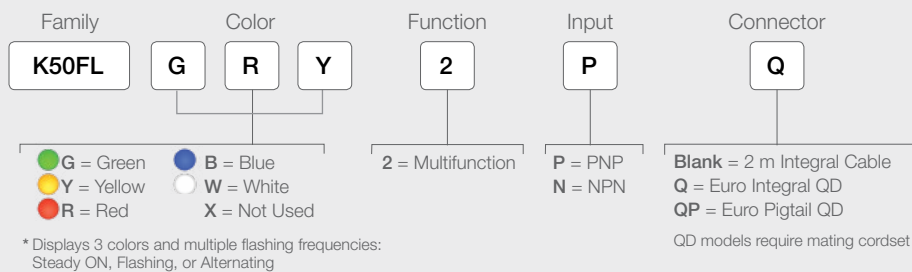 Family Color Function Input Connector
K50FL G R Y 2 P Q
G = Green B = Blue 2 = Multifunction P = PNP Blank = 2 m Integral Cable
Y = Yellow W = White N = NPN Q = Euro Integral QD
R = Red X = Not Used QP = Euro Pigtail QD
QD models require mating cordset
* Displays 3 colors and multiple flashing frequencies:
Steady ON, Flashing, or Alternating